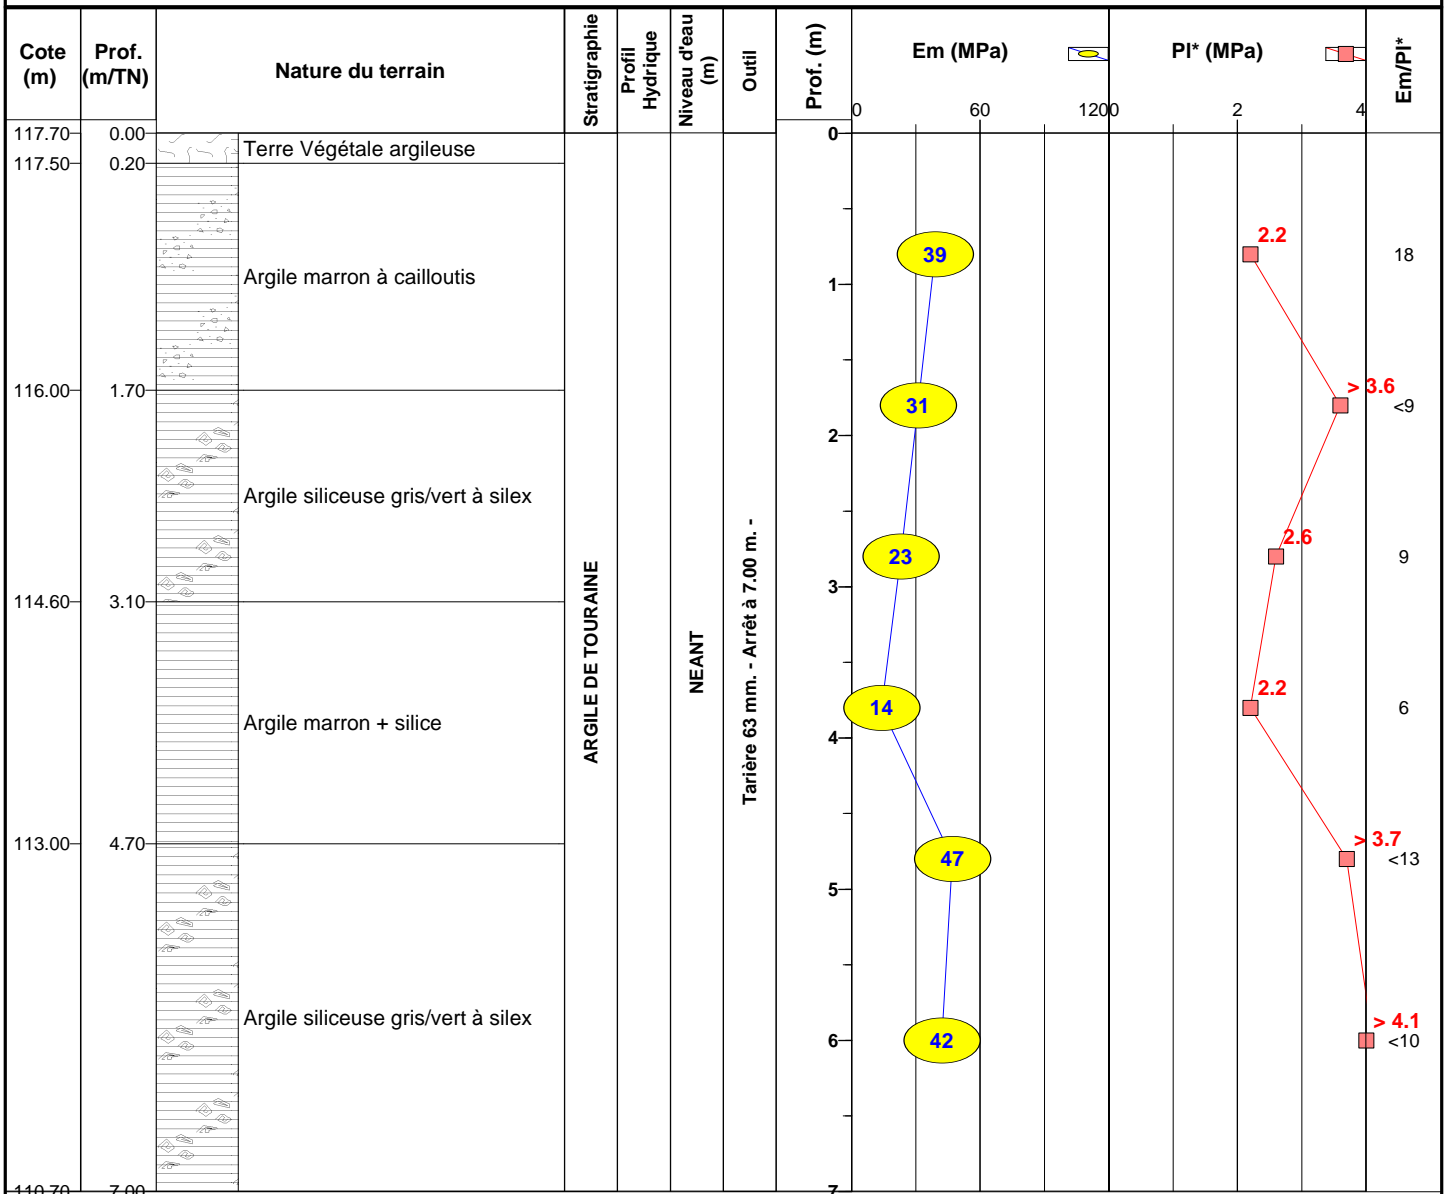 Cote (m)
Prof. (m/TN)
Nature du terrain
Stratigraphie
Profil Hydrique
Niveau d'eau (m)
Outil
Prof. (m)
Em (MPa)
0 60 120
Pl* (MPa)
0 2 4
Em/Pl*
117.70 0.00
Terre Végétale argileuse
117.50 0.20
Argile marron à cailloutis
116.00 1.70
Argile siliceuse gris/vert à silex
114.60 3.10
Argile marron + silice
113.00 4.70
Argile siliceuse gris/vert à silex
110.70 7.00
ARGILE DE TOURAINE
NEANT
Tarière 63 mm. - Arrêt à 7.00 m. -
0
1
2
3
4
5
6
7
39 2.2 18
31 > 3.6 <9
23 2.6 9
14 2.2 6
47 > 3.7 <13
42 > 4.1 <10